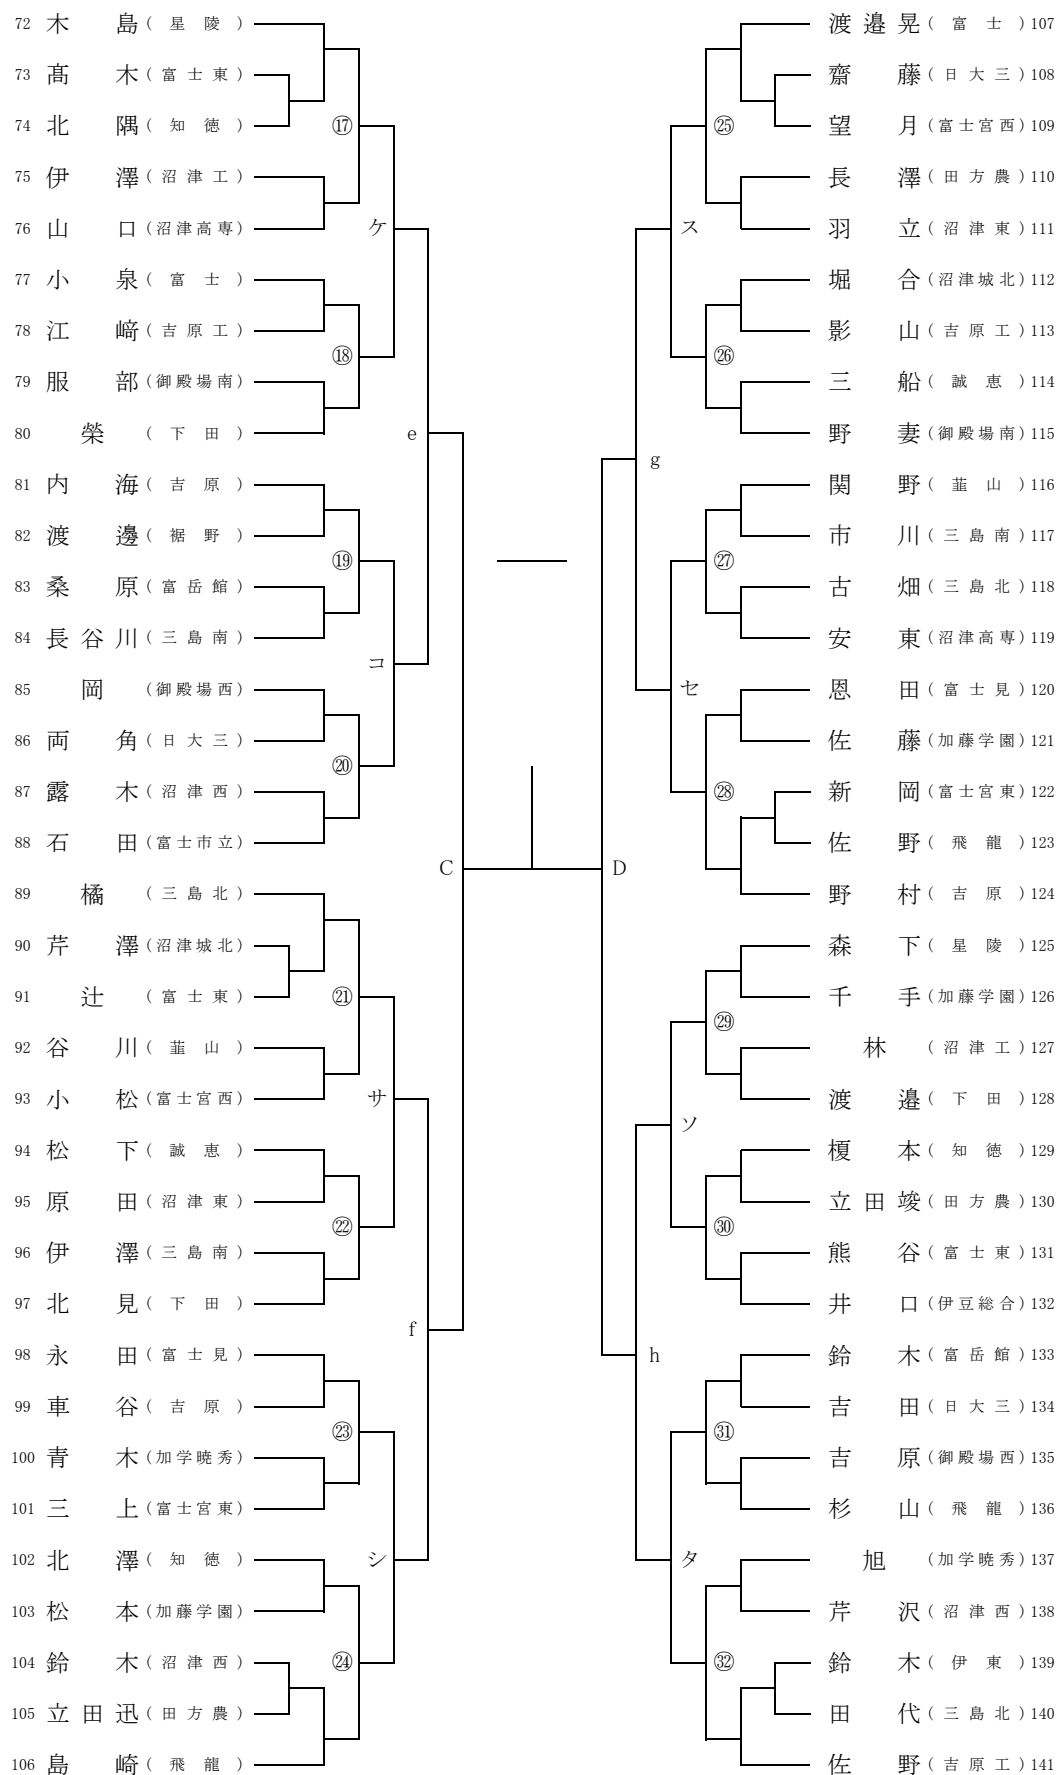 72 木島(星陵)
73 髙木(富士東)
74 北隅(知徳)
⑰
75 伊澤(沼津工)
76 山口(沼津高専)
ケ
77 小泉(富士)
78 江﨑(吉原工)
⑱
79 服部(御殿場南)
80 榮(下田)
e
81 内海(吉原)
82 渡邊(裾野)
⑲
83 桑原(富岳館)
84 長谷川(三島南)
コ
85 岡(御殿場西)
86 両角(日大三)
⑳
87 露木(沼津西)
88 石田(富士市立)
C
89 橘(三島北)
90 芹澤(沼津城北)
91 辻(富士東)
㉑
92 谷川(韮山)
93 小松(富士宮西)
サ
94 松下(誠恵)
95 原田(沼津東)
㉒
96 伊澤(三島南)
97 北見(下田)
f
98 永田(富士見)
99 車谷(吉原)
㉓
100 青木(加学暁秀)
101 三上(富士宮東)
シ
102 北澤(知徳)
103 松本(加藤学園)
104 鈴木(沼津西)
㉔
105 立田迅(田方農)
106 島崎(飛龍)
渡邉晃(富士)107
齋藤(日大三)108
望月(富士宮西)109
㉕
長澤(田方農)110
羽立(沼津東)111
ス
堀合(沼津城北)112
影山(吉原工)113
㉖
三船(誠恵)114
野妻(御殿場南)115
g
関野(韮山)116
市川(三島南)117
㉗
古畑(三島北)118
安東(沼津高専)119
セ
恩田(富士見)120
佐藤(加藤学園)121
新岡(富士宮東)122
㉘
佐野(飛龍)123
野村(吉原)124
D
森下(星陵)125
千手(加藤学園)126
㉙
林(沼津工)127
渡邉(下田)128
ソ
榎本(知徳)129
立田竣(田方農)130
㉚
熊谷(富士東)131
井口(伊豆総合)132
h
鈴木(富岳館)133
吉田(日大三)134
㉛
吉原(御殿場西)135
杉山(飛龍)136
タ
旭(加学暁秀)137
芹沢(沼津西)138
鈴木(伊東)139
㉜
田代(三島北)140
佐野(吉原工)141